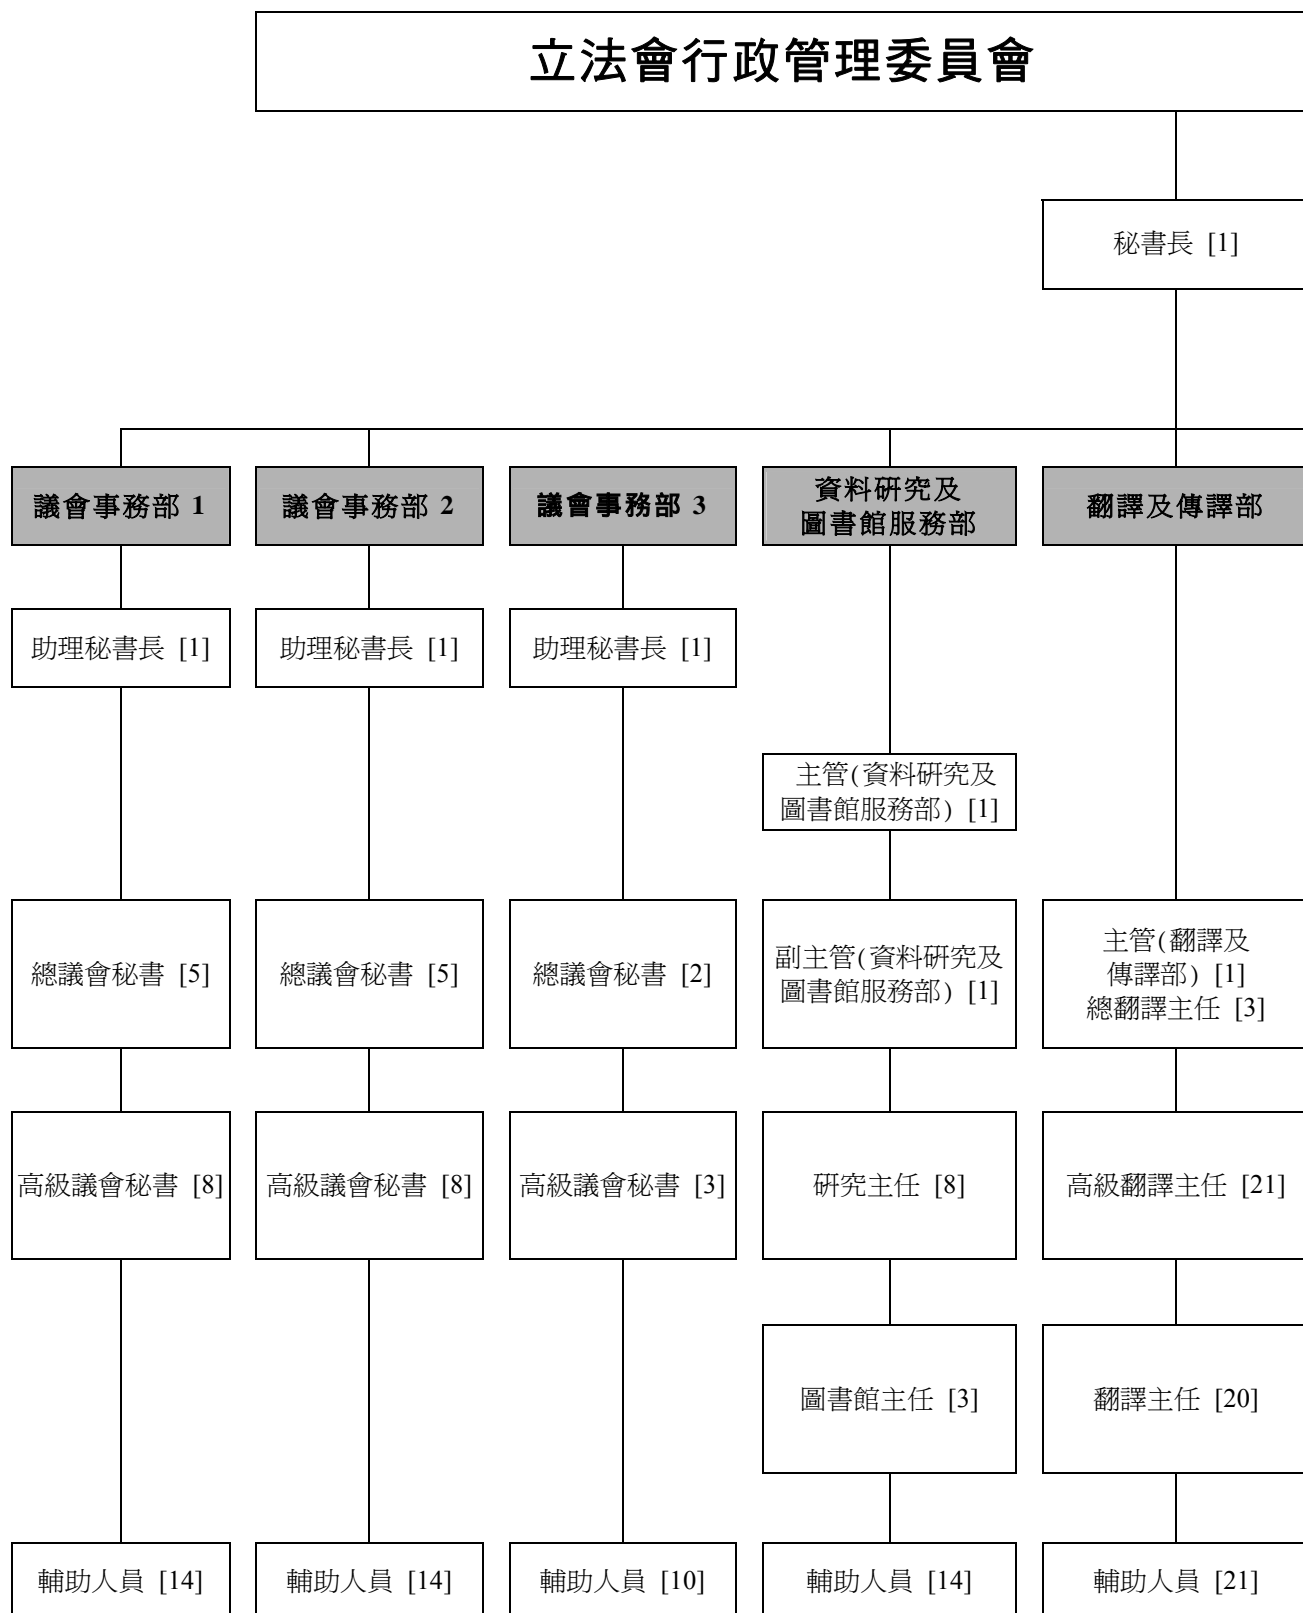 立法會行政管理委員會
秘書長 [1]
議會事務部 1
議會事務部 2
議會事務部 3
資料研究及
圖書館服務部
翻譯及傳譯部
助理秘書長 [1]
助理秘書長 [1]
助理秘書長 [1]
主管(資料研究及
圖書館服務部) [1]
總議會秘書 [5]
總議會秘書 [5]
總議會秘書 [2]
副主管(資料研究及
圖書館服務部) [1]
主管(翻譯及
傳譯部) [1]
總翻譯主任 [3]
高級議會秘書 [8]
高級議會秘書 [8]
高級議會秘書 [3]
研究主任 [8]
高級翻譯主任 [21]
圖書館主任 [3]
翻譯主任 [20]
輔助人員 [14]
輔助人員 [14]
輔助人員 [10]
輔助人員 [14]
輔助人員 [21]